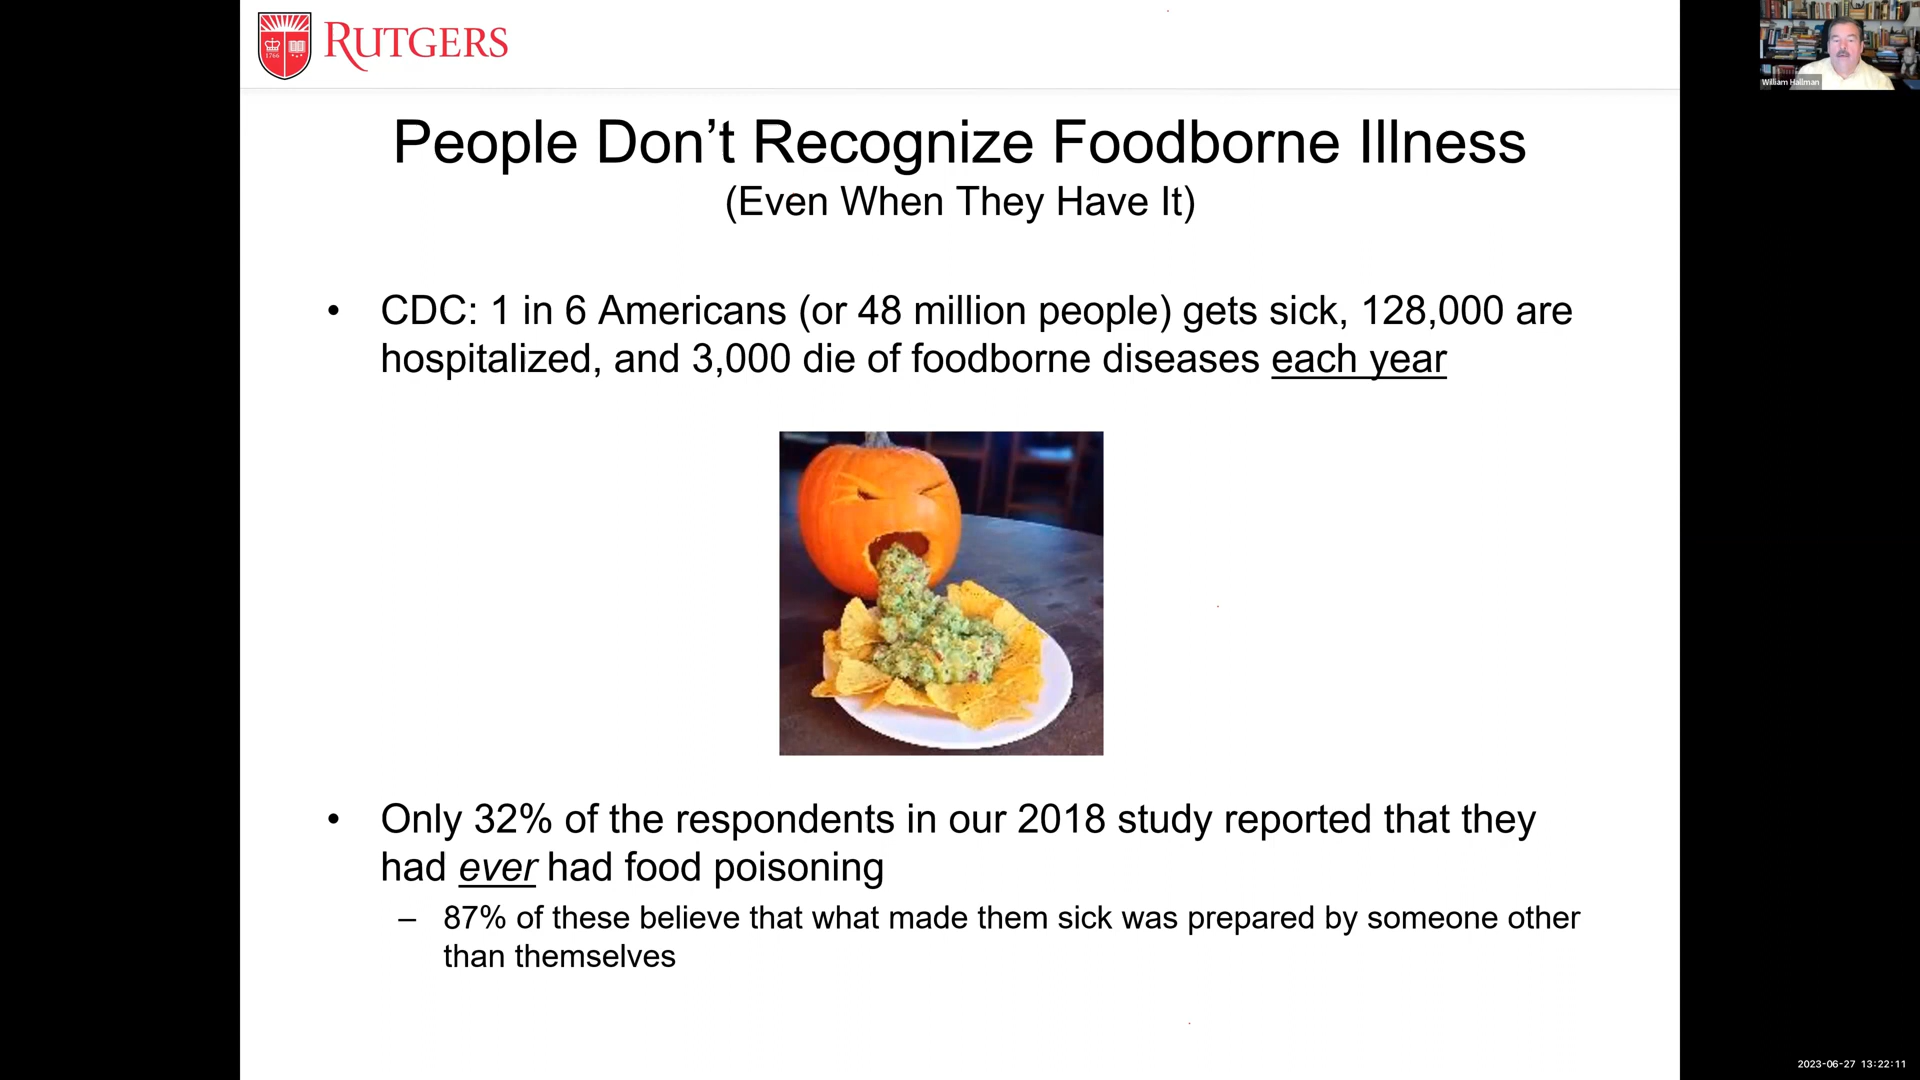 RUTGERS
1766
William Hallman
People Don’t Recognize Foodborne Illness
(Even When They Have It)
• CDC: 1 in 6 Americans (or 48 million people) gets sick, 128,000 are
hospitalized, and 3,000 die of foodborne diseases each year
• Only 32% of the respondents in our 2018 study reported that they
had ever had food poisoning
– 87% of these believe that what made them sick was prepared by someone other
than themselves
2023-06-27 13:22:11